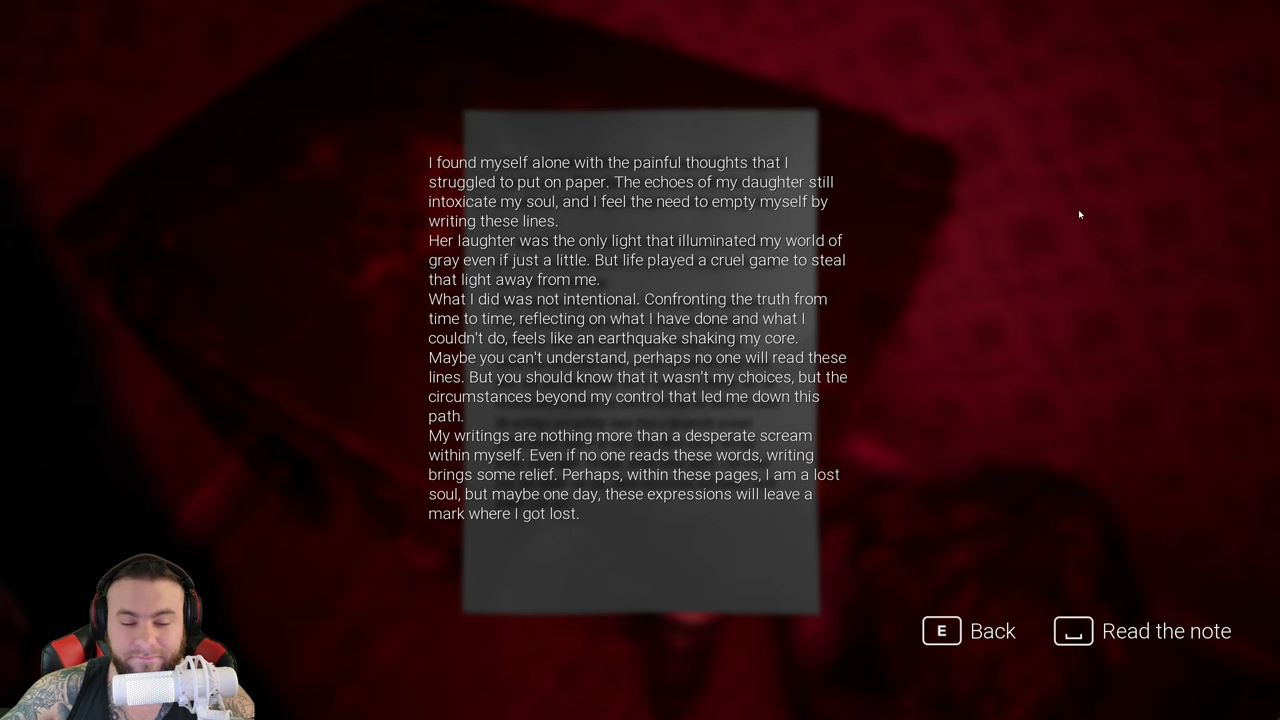 I found myself alone with the painful thoughts that I
struggled to put on paper. The echoes of my daughter still
intoxicate my soul, and I feel the need to empty myself by
writing these lines.
Her laughter was the only light that illuminated my world of
gray even if just a little. But life played a cruel game to steal
that light away from me.
What I did was not intentional. Confronting the truth from
time to time, reflecting on what I have done and what I
couldn't do, feels like an earthquake shaking my core.
Maybe you can't understand, perhaps no one will read these
lines. But you should know that it wasn't my choices, but the
circumstances beyond my control that led me down this
path.
My writings are nothing more than a desperate scream
within myself. Even if no one reads these words, writing
brings some relief. Perhaps, within these pages, I am a lost
soul, but maybe one day, these expressions will leave a
mark where I got lost.
E Back
Read the note